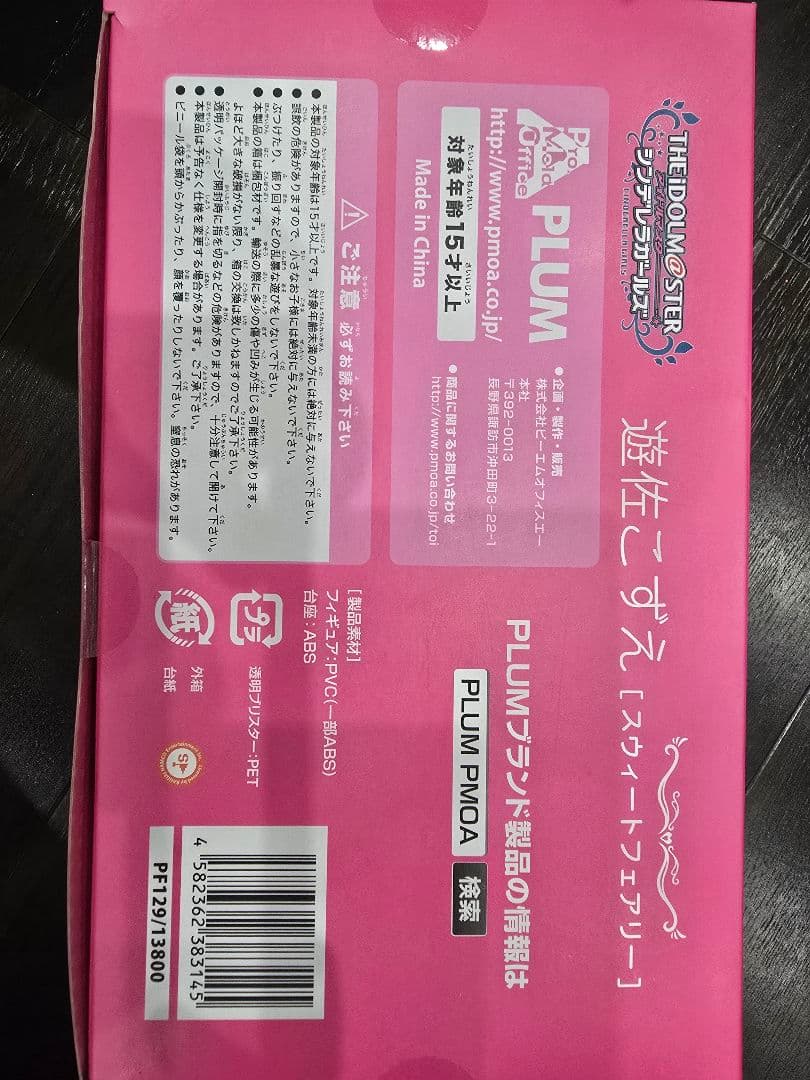 THE IDOLM@STER
アイドルマスター
シンデレラガールズ
CINDERELLA GIRLS
遊佐こずえ［スウィートフェアリー］
Pro
Mold
Office
PLUM
http://www.pmoa.co.jp/
対象年齢15才以上
Made in China
●企画・製作・販売
株式会社ピーエムオフィスエー
本社
〒392-0013
長野県諏訪市沖田町3-22-1
●商品に関するお問い合わせ
http://www.pmoa.co.jp/toi
PLUMブランド製品の情報は
PLUM PMOA 検索
ご注意 必ずお読み下さい
●本製品の対象年齢は15才以上です。対象年齢未満の方には絶対に与えないで下さい。
●誤飲の危険がありますので、小さなお子様には絶対に与えないで下さい。
●ぶつけたり、振り回すなどの乱暴な遊びをしないで下さい。
●本製品の箱は梱包材です。輸送の際に多少の傷や凹みが生じる可能性があります。
よほど大きな破損がない限り、箱の交換は致しかねますのでご了承下さい。
●透明パッケージ開封時に指を切るなどの危険がありますので、十分注意して開けて下さい。
●本製品は予告なく仕様を変更する場合があります。ご了承下さい。
●ビニール袋を頭からかぶったり、顔を覆ったりしないで下さい。窒息の恐れがあります。
［製品素材］
フィギュア：PVC（一部ABS）
台座：ABS
プラ
透明ブリスター：PET
紙
外箱
台紙
4 582362 383145
PF129/13800